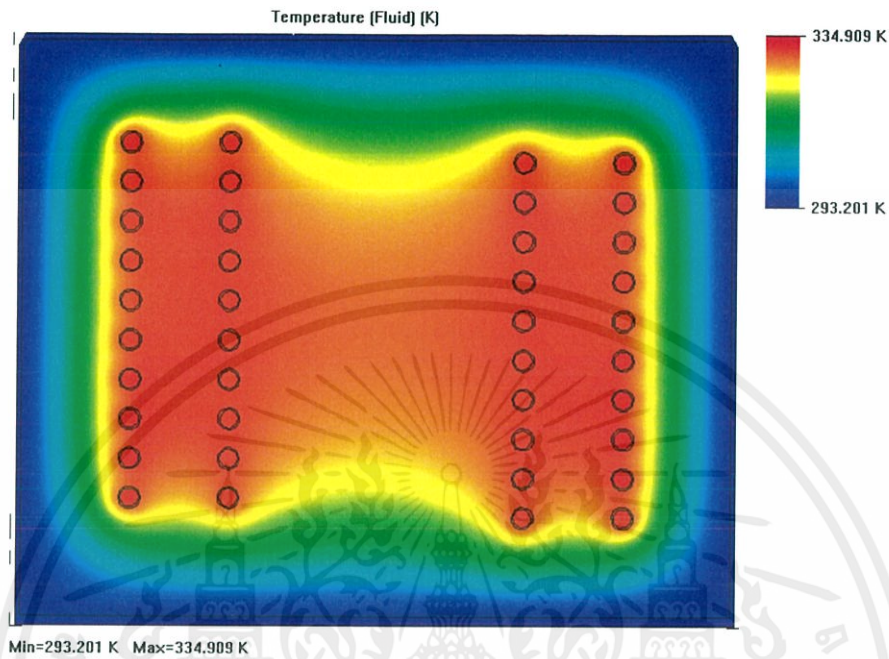 Temperature (Fluid) (K)
334.909 K
293.201 K
Min=293.201 K Max=334.909 K